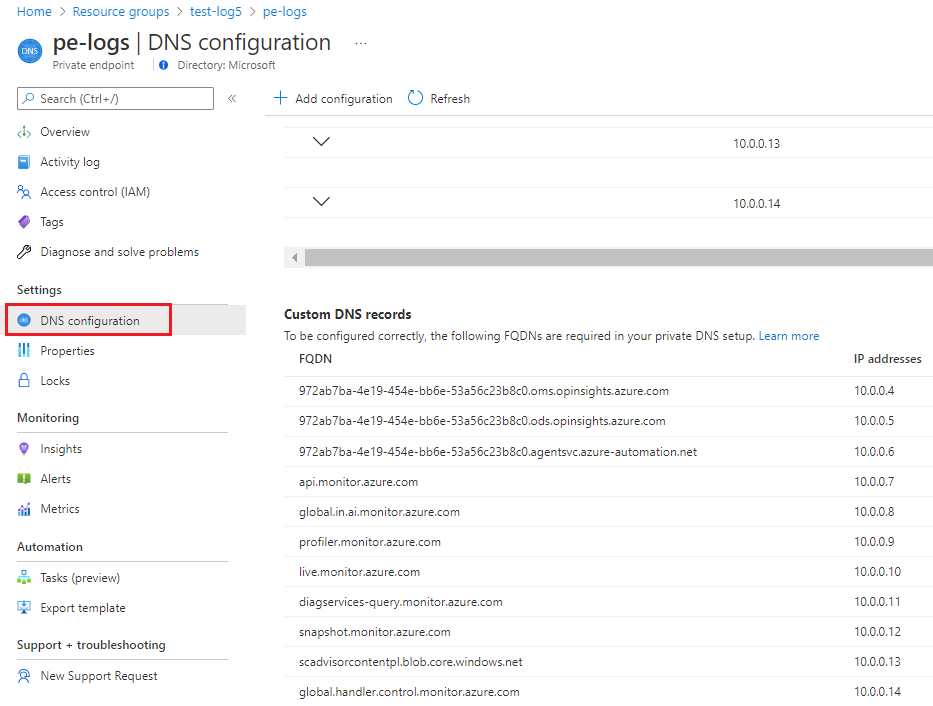 Home > Resource groups > test-log5 > pe-logs
DNS pe-logs | DNS configuration ...
Private endpoint Directory: Microsoft
Search (Ctrl+/) «
Overview
Activity log
Access control (IAM)
Tags
Diagnose and solve problems
Settings
DNS configuration
Properties
Locks
Monitoring
Insights
Alerts
Metrics
Automation
Tasks (preview)
Export template
Support + troubleshooting
New Support Request
Add configuration Refresh
10.0.0.13
10.0.0.14
Custom DNS records
To be configured correctly, the following FQDNs are required in your private DNS setup. Learn more
FQDN IP addresses
972ab7ba-4e19-454e-bb6e-53a56c23b8c0.oms.opinsights.azure.com 10.0.0.4
972ab7ba-4e19-454e-bb6e-53a56c23b8c0.ods.opinsights.azure.com 10.0.0.5
972ab7ba-4e19-454e-bb6e-53a56c23b8c0.agentsvc.azure-automation.net 10.0.0.6
api.monitor.azure.com 10.0.0.7
global.in.ai.monitor.azure.com 10.0.0.8
profiler.monitor.azure.com 10.0.0.9
live.monitor.azure.com 10.0.0.10
diagservices-query.monitor.azure.com 10.0.0.11
snapshot.monitor.azure.com 10.0.0.12
scadvisorcontentpl.blob.core.windows.net 10.0.0.13
global.handler.control.monitor.azure.com 10.0.0.14